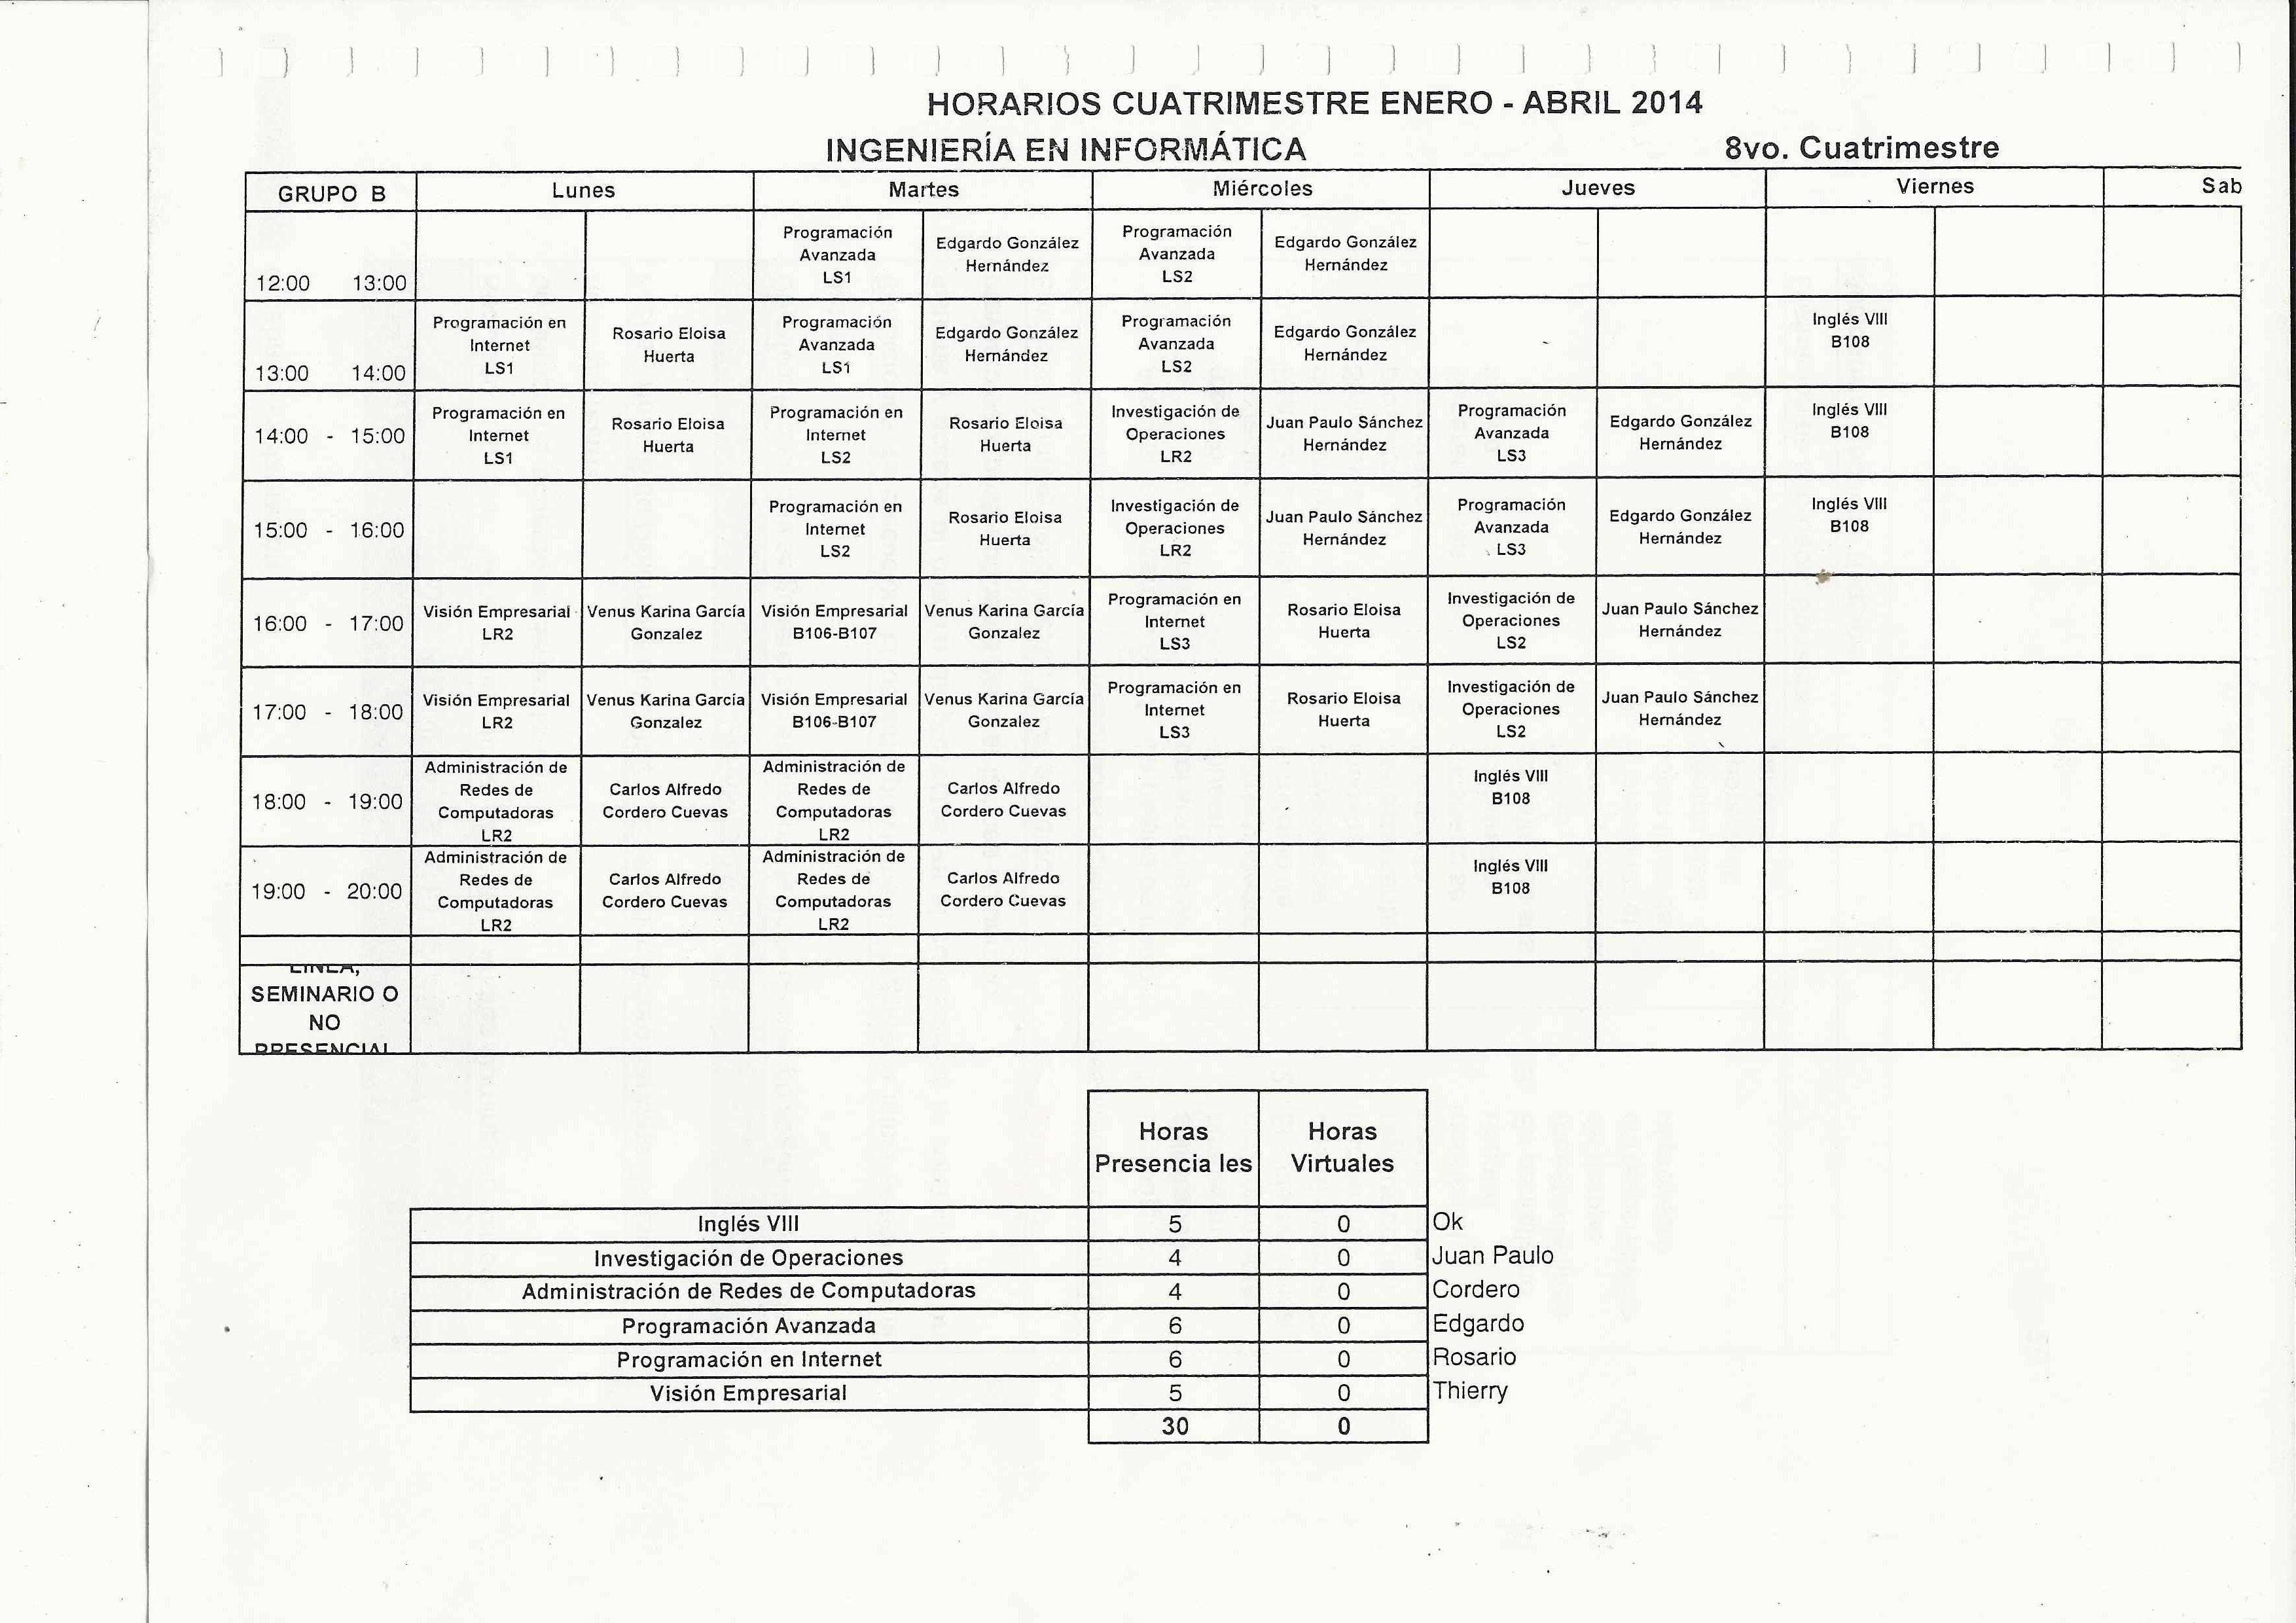 HORARIOS CUATRIMESTRE ENERO - ABRIL 2014
INGENIERÍA EN INFORMÁTICA 8vo. Cuatrimestre
GRUPO B Lunes Martes Miércoles Jueves Viernes Sab
12:00 13:00
Programación
Avanzada
LS1
Edgardo González
Hernández
Programación
Avanzada
LS2
Edgardo González
Hernández
13:00 14:00
Programación en
Internet
LS1
Rosario Eloisa
Huerta
Programación
Avanzada
LS1
Edgardo González
Hernández
Programación
Avanzada
LS2
Edgardo González
Hernández
Inglés VIII
B108
14:00 - 15:00
Programación en
Internet
LS1
Rosario Eloisa
Huerta
Programación en
Internet
LS2
Rosario Eloisa
Huerta
Investigación de
Operaciones
LR2
Juan Paulo Sánchez
Hernández
Programación
Avanzada
LS3
Edgardo González
Hernández
Inglés VIII
B108
15:00 - 16:00
Programación en
Internet
LS2
Rosario Eloisa
Huerta
Investigación de
Operaciones
LR2
Juan Paulo Sánchez
Hernández
Programación
Avanzada
LS3
Edgardo González
Hernández
Inglés VIII
B108
16:00 - 17:00
Visión Empresarial
LR2
Venus Karina García
Gonzalez
Visión Empresarial
B106-B107
Venus Karina García
Gonzalez
Programación en
Internet
LS3
Rosario Eloisa
Huerta
Investigación de
Operaciones
LS2
Juan Paulo Sánchez
Hernández
17:00 - 18:00
Visión Empresarial
LR2
Venus Karina García
Gonzalez
Visión Empresarial
B106-B107
Venus Karina García
Gonzalez
Programación en
Internet
LS3
Rosario Eloisa
Huerta
Investigación de
Operaciones
LS2
Juan Paulo Sánchez
Hernández
18:00 - 19:00
Administración de
Redes de
Computadoras
LR2
Carlos Alfredo
Cordero Cuevas
Administración de
Redes de
Computadoras
LR2
Carlos Alfredo
Cordero Cuevas
Inglés VIII
B108
19:00 - 20:00
Administración de
Redes de
Computadoras
LR2
Carlos Alfredo
Cordero Cuevas
Administración de
Redes de
Computadoras
LR2
Carlos Alfredo
Cordero Cuevas
Inglés VIII
B108
LINEA,
SEMINARIO O
NO
PRESENCIAL
Horas
Presencia les
Horas
Virtuales
Inglés VIII 5 0 Ok
Investigación de Operaciones 4 0 Juan Paulo
Administración de Redes de Computadoras 4 0 Cordero
Programación Avanzada 6 0 Edgardo
Programación en Internet 6 0 Rosario
Visión Empresarial 5 0 Thierry
30 0